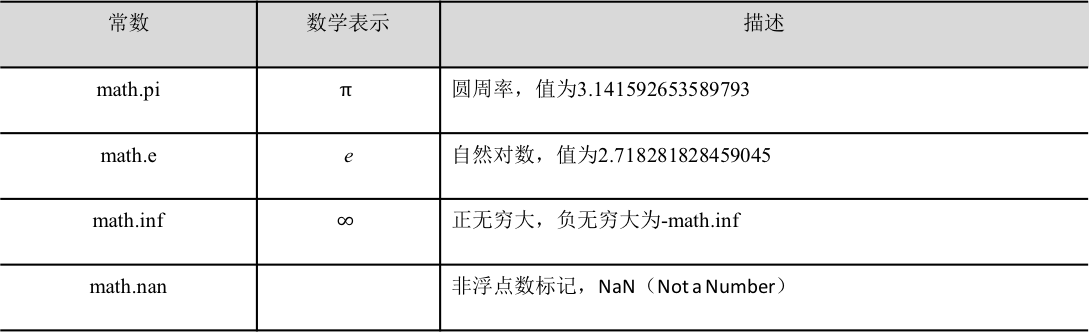 常数 数学表示 描述
math.pi π 圆周率，值为3.141592653589793
math.e e 自然对数，值为2.718281828459045
math.inf ∞ 正无穷大，负无穷大为-math.inf
math.nan 非浮点数标记，NaN（Not a Number）